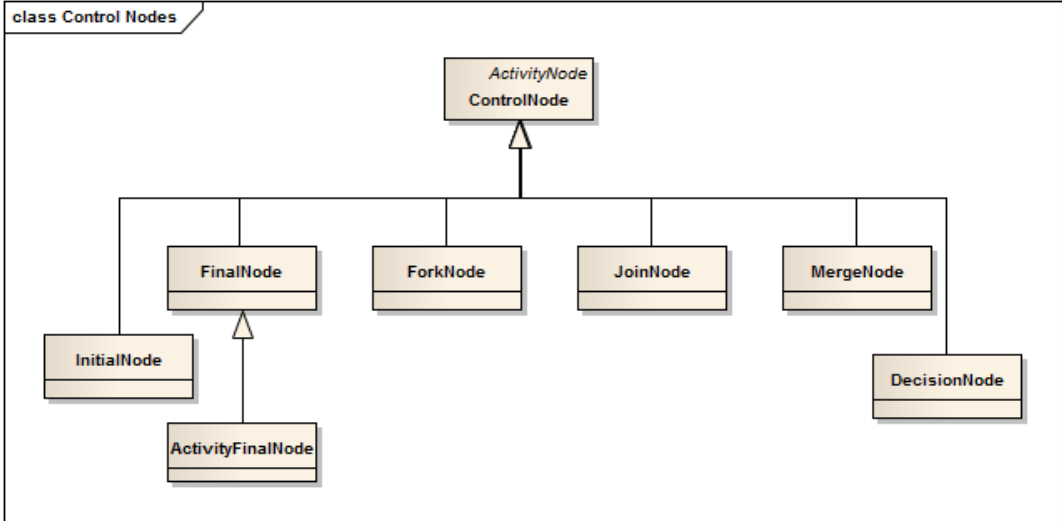 class Control Nodes
ActivityNode
ControlNode
FinalNode
ForkNode
JoinNode
MergeNode
InitialNode
DecisionNode
ActivityFinalNode